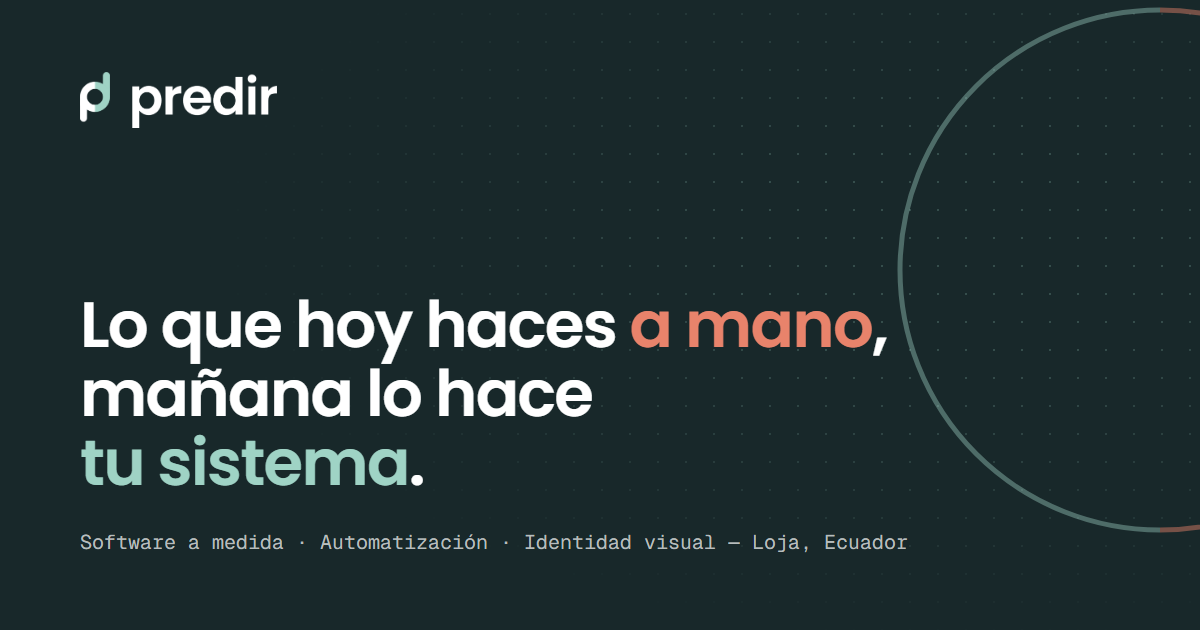 predir
Lo que hoy haces a mano,
mañana lo hace
tu sistema.
Software a medida · Automatización · Identidad visual — Loja, Ecuador